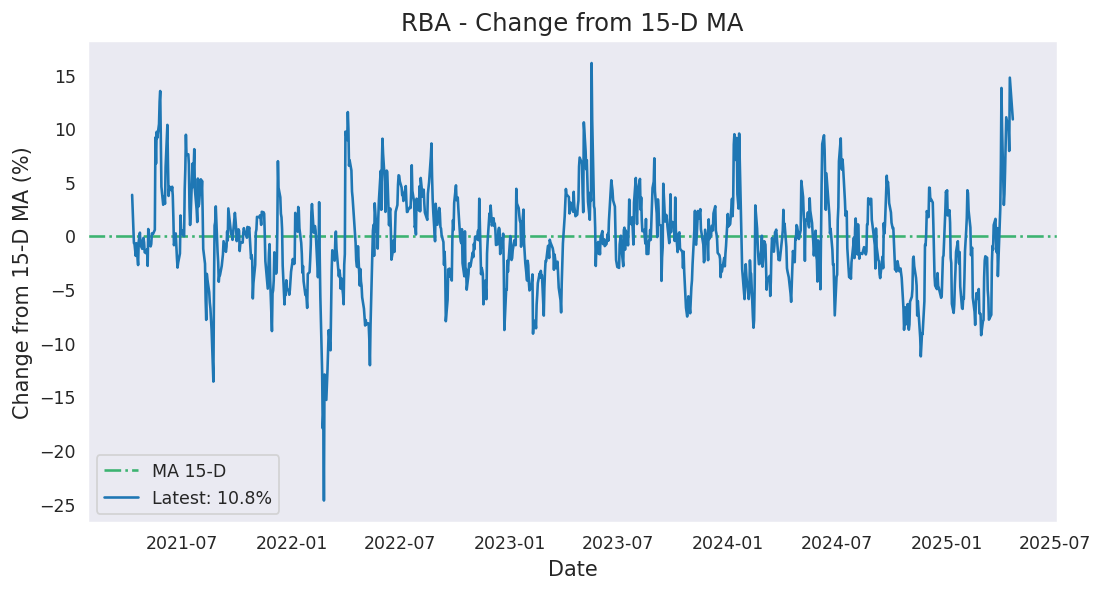 RBA - Change from 15-D MA
Change from 15-D MA (%)
15
10
5
0
−5
−10
−15
−20
−25
MA 15-D
Latest: 10.8%
2021-07 2022-01 2022-07 2023-01 2023-07 2024-01 2024-07 2025-01 2025-07
Date